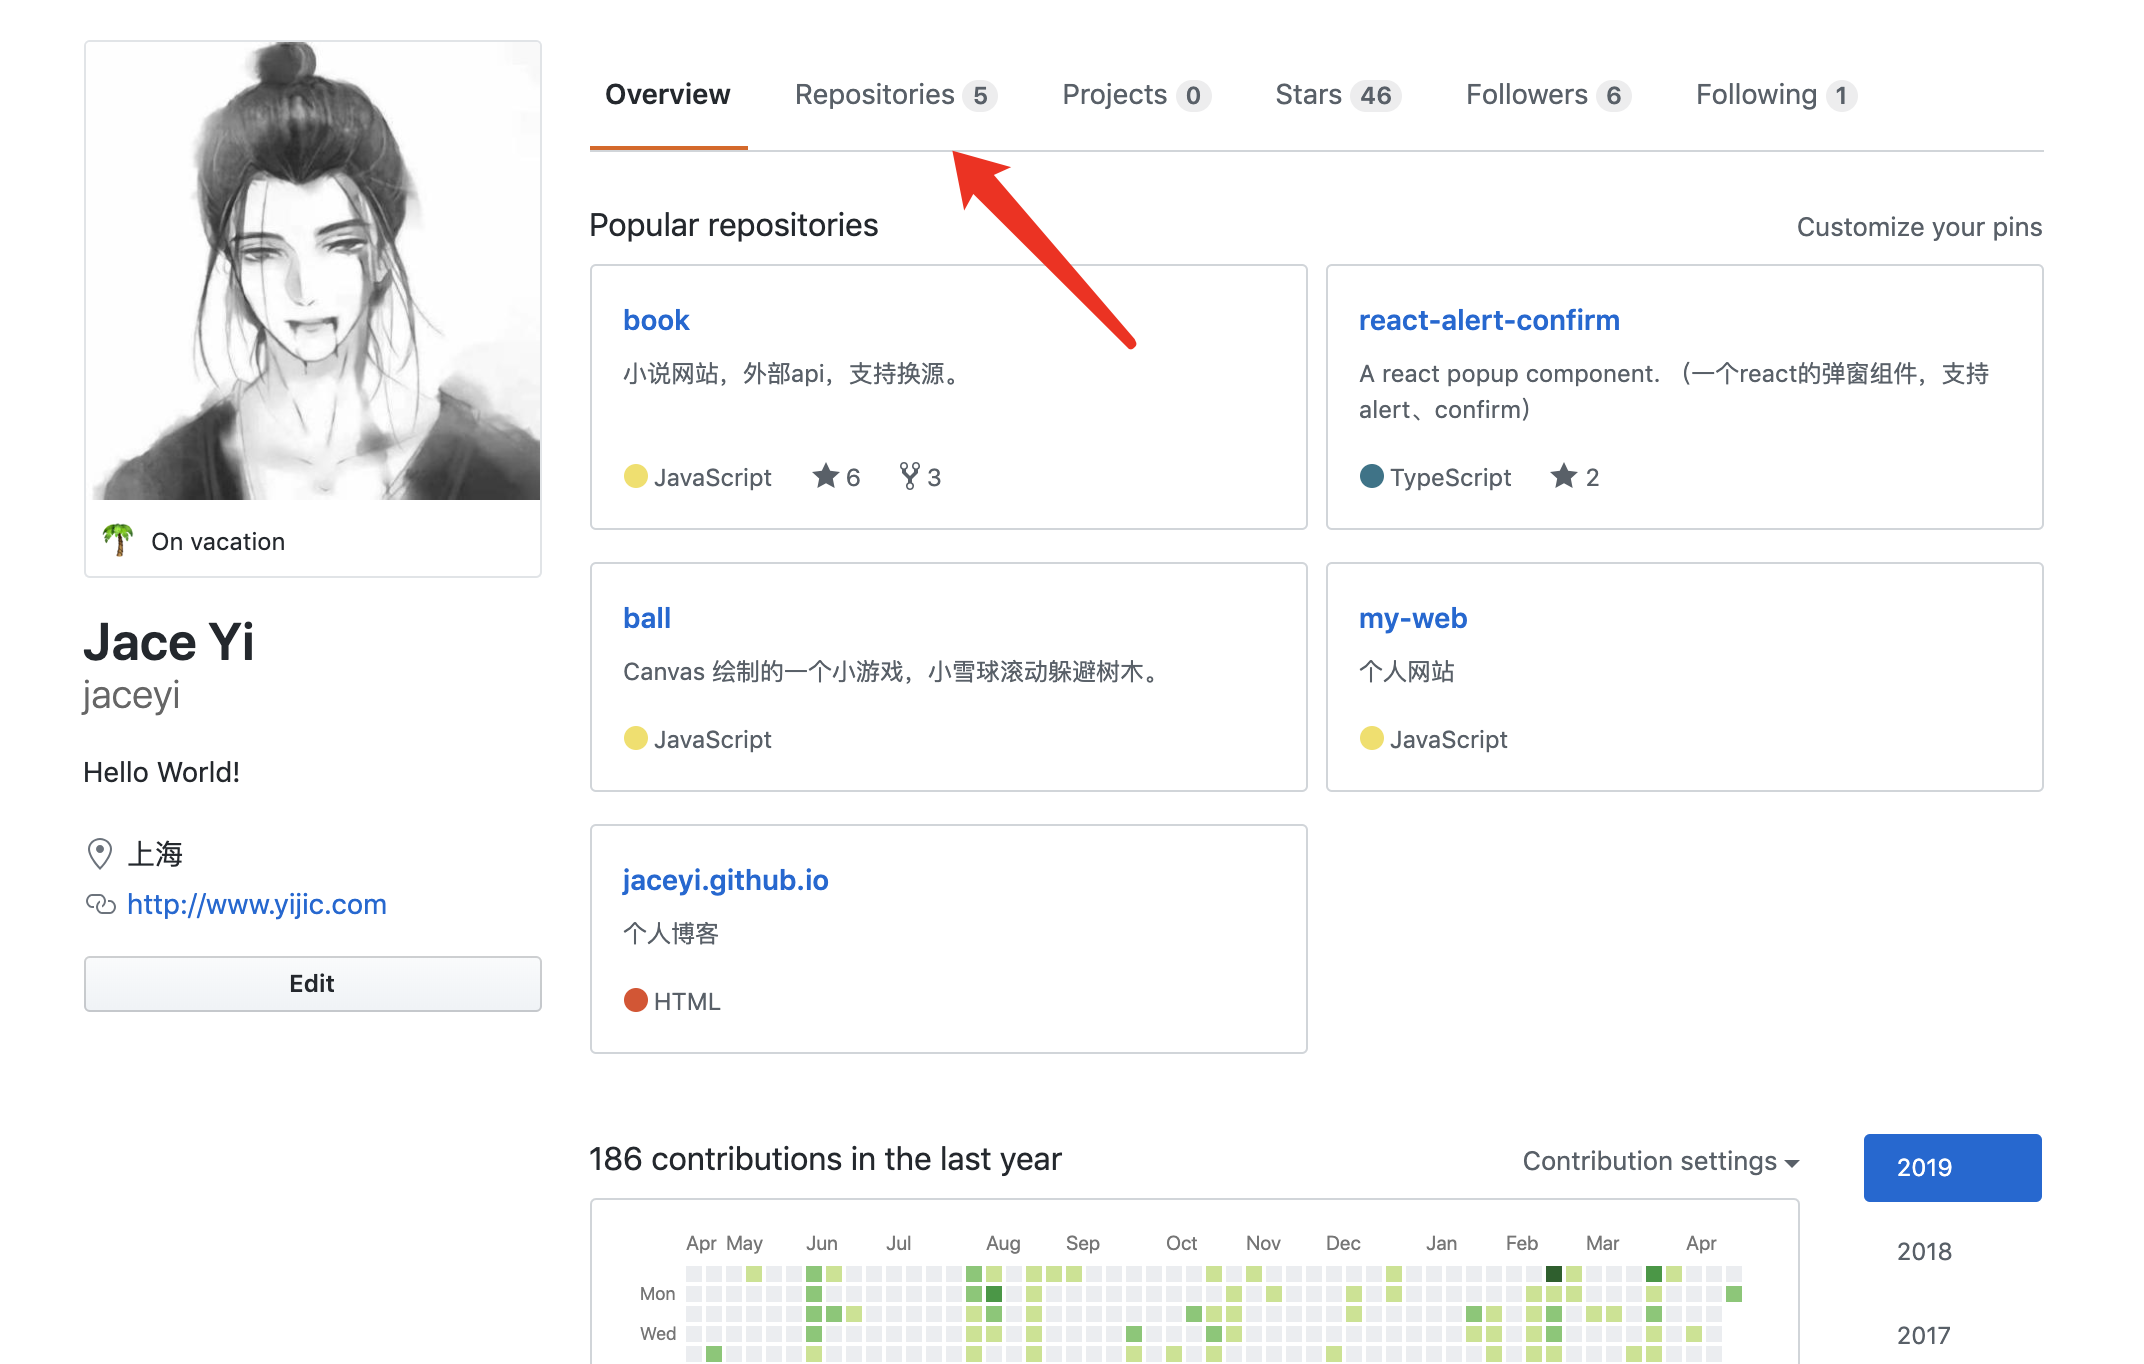 Overview Repositories 5 Projects 0 Stars 46 Followers 6 Following 1
On vacation
Jace Yi
jaceyi
Hello World!
上海
http://www.yijic.com
Edit
Popular repositories
Customize your pins
book
小说网站，外部api，支持换源。
JavaScript 6 3
react-alert-confirm
A react popup component. （一个react的弹窗组件，支持
alert、confirm）
TypeScript 2
ball
Canvas 绘制的一个小游戏，小雪球滚动躲避树木。
JavaScript
my-web
个人网站
JavaScript
jaceyi.github.io
个人博客
HTML
186 contributions in the last year
Contribution settings
Apr May Jun Jul Aug Sep Oct Nov Dec Jan Feb Mar Apr
Mon
Wed
2019
2018
2017